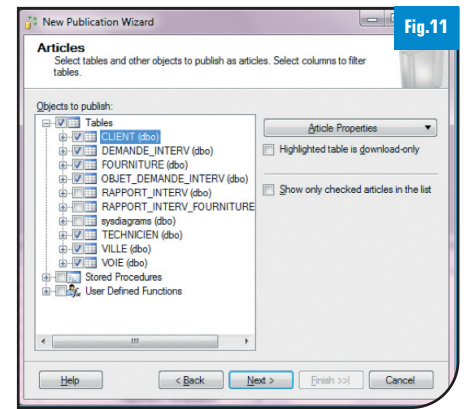 New Publication Wizard
Fig.11
Articles
Select tables and other objects to publish as articles. Select columns to filter
tables.
Objects to publish:
Tables
CLIENT (dbo)
DEMANDE_INTERV (dbo)
FOURNITURE (dbo)
OBJET_DEMANDE_INTERV (dbo)
RAPPORT_INTERV (dbo)
RAPPORT_INTERV_FOURNITURE
sysdiagrams (dbo)
TECHNICIEN (dbo)
VILLE (dbo)
VOIE (dbo)
Stored Procedures
User Defined Functions
Article Properties
Highlighted table is download-only
Show only checked articles in the list
Help
< Back
Next >
Finish >>|
Cancel